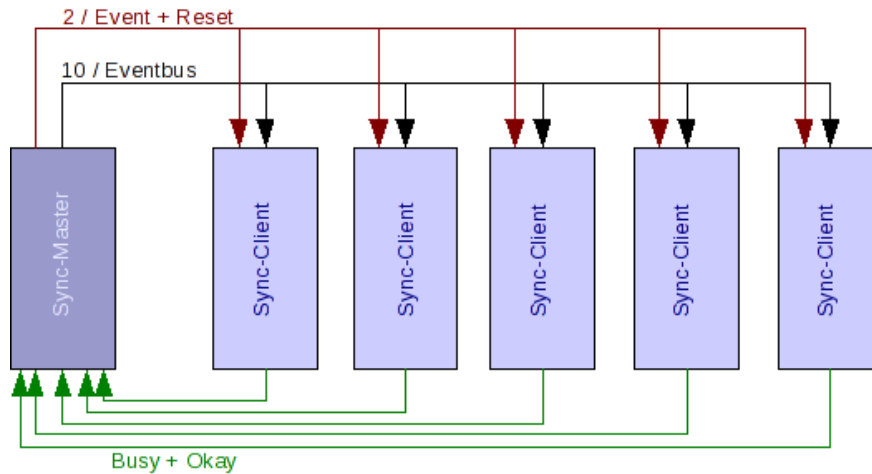 2 / Event + Reset
10 / Eventbus
Sync-Master
Sync-Client
Sync-Client
Sync-Client
Sync-Client
Sync-Client
Busy + Okay